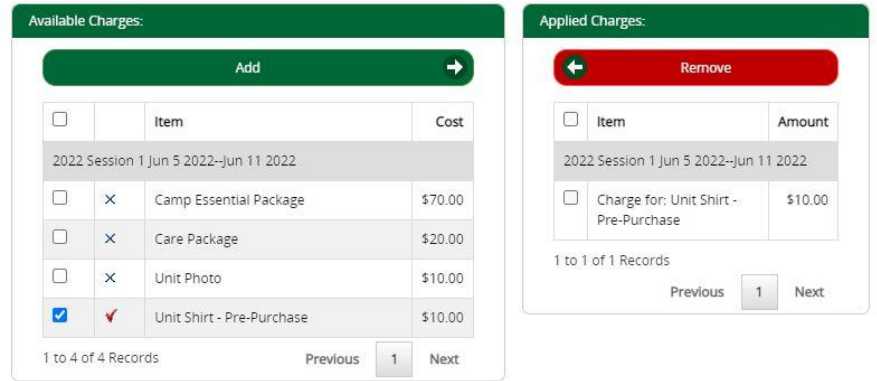 Available Charges:
Add
Item Cost
2022 Session 1 Jun 5 2022--Jun 11 2022
Camp Essential Package $70.00
Care Package $20.00
Unit Photo $10.00
Unit Shirt - Pre-Purchase $10.00
1 to 4 of 4 Records Previous 1 Next
Applied Charges:
Remove
Item Amount
2022 Session 1 Jun 5 2022--Jun 11 2022
Charge for: Unit Shirt - $10.00
Pre-Purchase
1 to 1 of 1 Records
Previous 1 Next